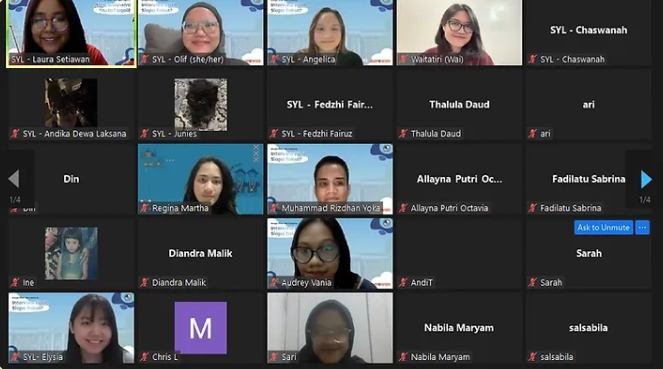 SYL - Laura Setiawan
SYL - Olif (she/her)
SYL - Angelica
Waitatiri (Wai)
SYL - Chaswanah
SYL - Chaswanah
SYL - Andika Dewa Laksana
SYL - Junies
SYL - Fedzhi Fair...
SYL - Fedzhi Fairuz
Thalula Daud
Thalula Daud
ari
ari
1/4
Din
Din
Regina Martha
Muhammad Rizdhan Yoka
Allayna Putri Oc...
Allayna Putri Octavia
Fadilatu Sabrina
Fadilatu Sabrina
1/4
Ine
Diandra Malik
Diandra Malik
Audrey Vania
AndiT
Ask to Unmute
...
Sarah
Sarah
SYL- Elysia
M
Chris L
Sari
Nabila Maryam
Nabila Maryam
salsabila
salsabila